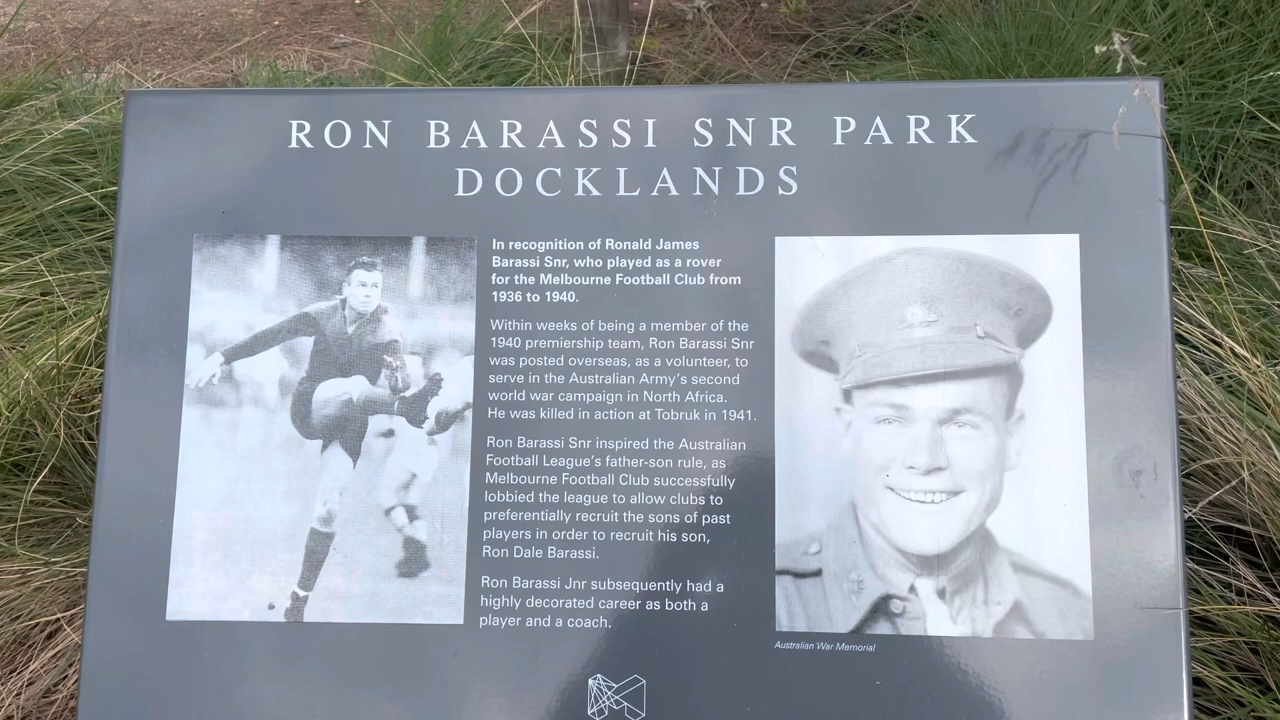 RON BARASSI SNR PARK
DOCKLANDS
In recognition of Ronald James
Barassi Snr, who played as a rover
for the Melbourne Football Club from
1936 to 1940.
Within weeks of being a member of the
1940 premiership team, Ron Barassi Snr
was posted overseas, as a volunteer, to
serve in the Australian Army's second
world war campaign in North Africa.
He was killed in action at Tobruk in 1941.
Ron Barassi Snr inspired the Australian
Football League's father-son rule, as
Melbourne Football Club successfully
lobbied the league to allow clubs to
preferentially recruit the sons of past
players in order to recruit his son,
Ron Dale Barassi.
Ron Barassi Jnr subsequently had a
highly decorated career as both a
player and a coach.
Australian War Memorial